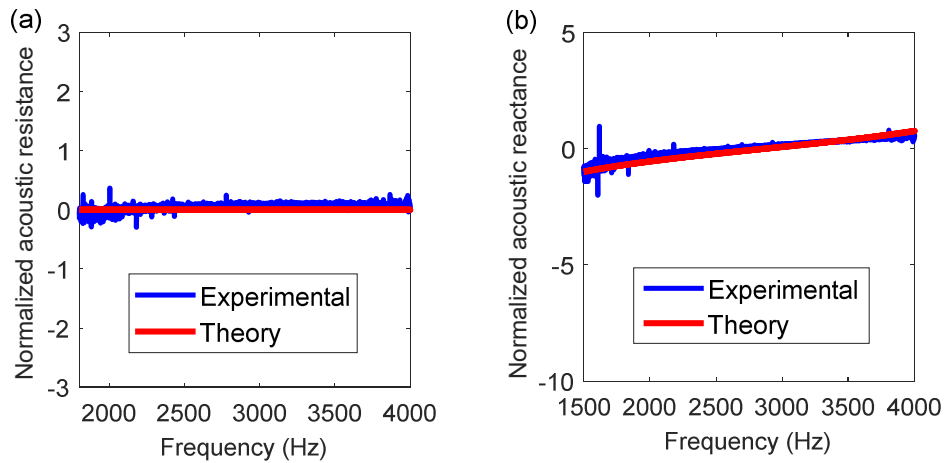 (a)
Normalized acoustic resistance
3
2
1
0
-1
-2
-3
Experimental
Theory
2000 2500 3000 3500 4000
Frequency (Hz)
(b)
Normalized acoustic reactance
5
0
-5
-10
Experimental
Theory
1500 2000 2500 3000 3500 4000
Frequency (Hz)